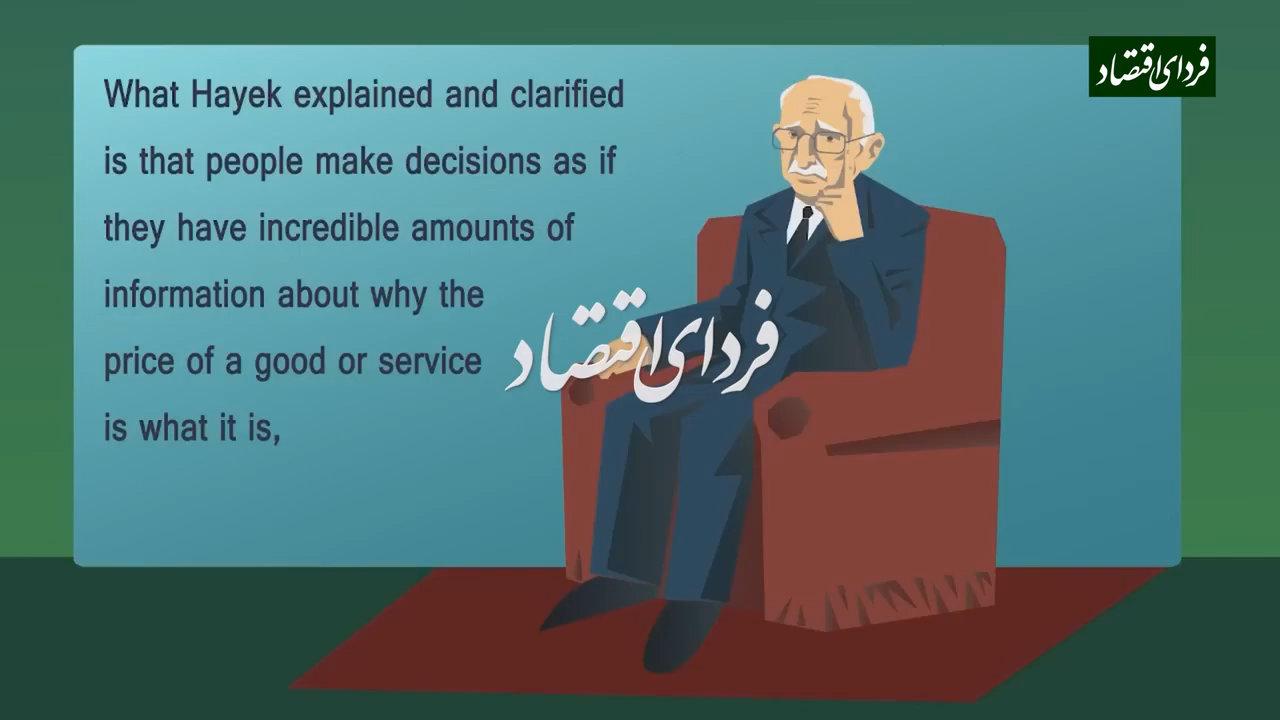 فردای اقتصاد
What Hayek explained and clarified
is that people make decisions as if
they have incredible amounts of
information about why the
price of a good or service
is what it is,
فردای اقتصاد